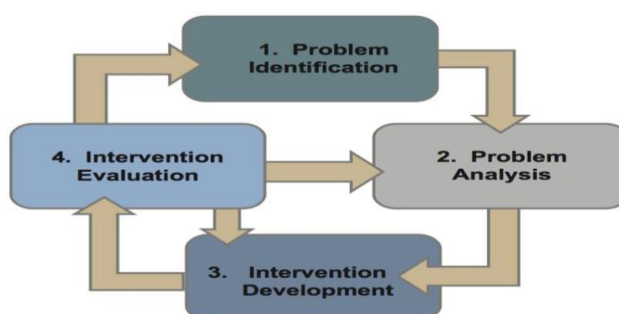 1. Problem
Identification
4. Intervention
Evaluation
2. Problem
Analysis
3. Intervention
Development